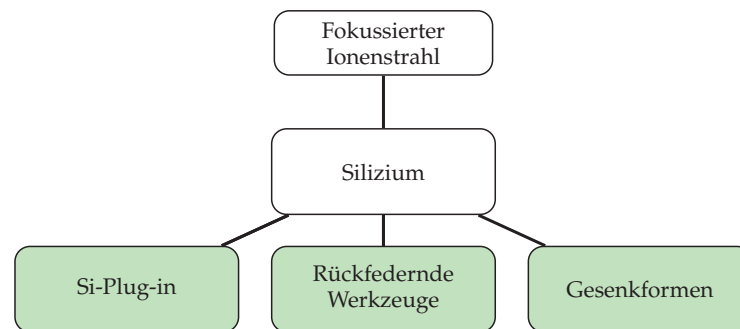 Fokussierter
Ionenstrahl
Silizium
Si-Plug-in
Rückfedernde
Werkzeuge
Gesenkformen